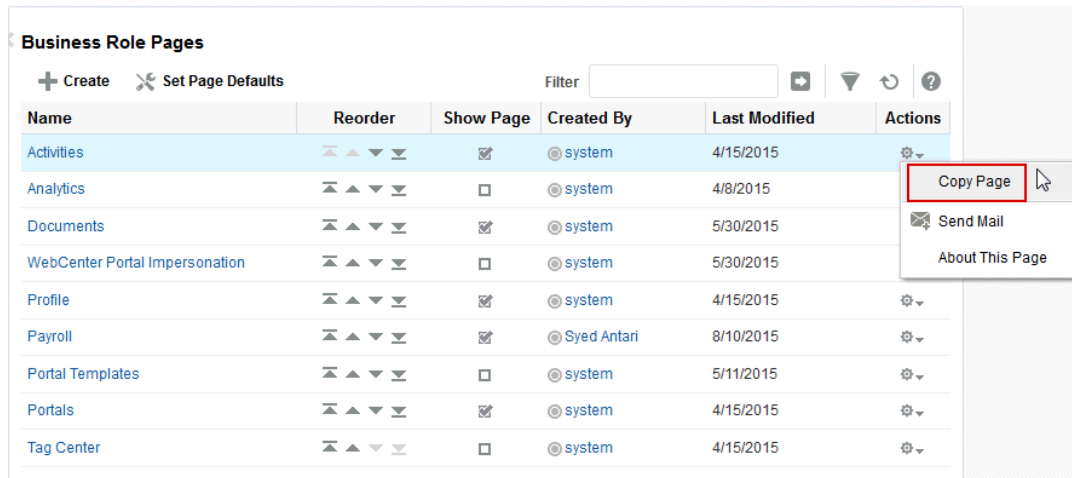 Business Role Pages
Create Set Page Defaults Filter
Name Reorder Show Page Created By Last Modified Actions
Activities system 4/15/2015
Analytics system 4/8/2015
Copy Page
Documents system 5/30/2015
Send Mail
WebCenter Portal Impersonation system 5/30/2015
About This Page
Profile system 4/15/2015
Payroll Syed Antari 8/10/2015
Portal Templates system 5/11/2015
Portals system 4/15/2015
Tag Center system 4/15/2015